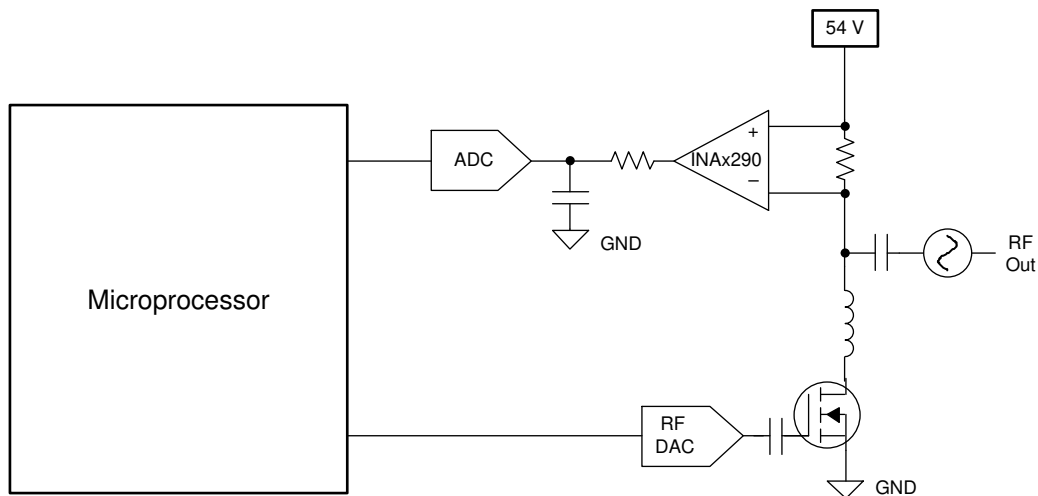 54 V
+
INAx290
−
ADC
GND
RF
Out
Microprocessor
RF
DAC
GND